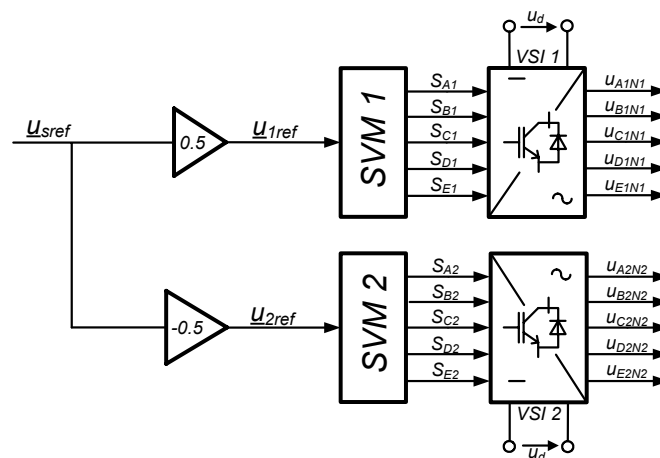 u_d
VSI 1
u_sref
0.5
u_1ref
SVM 1
S_A1
S_B1
S_C1
S_D1
S_E1
u_A1N1
u_B1N1
u_C1N1
u_D1N1
u_E1N1
-0.5
u_2ref
SVM 2
S_A2
S_B2
S_C2
S_D2
S_E2
u_A2N2
u_B2N2
u_C2N2
u_D2N2
u_E2N2
VSI 2
u_d